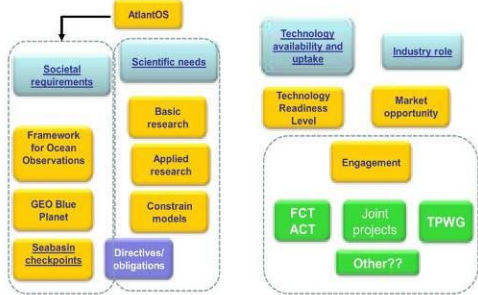 AtlantOS
Societal
requirements
Scientific needs
Framework
for Ocean
Observations
GEO Blue
Planet
Seabasin
checkpoints
Basic
research
Applied
research
Constrain
models
Directives/
obligations
Technology
availability and
uptake
Industry role
Technology
Readiness
Level
Market
opportunity
Engagement
FCT
ACT
Joint
projects
TPWG
Other??